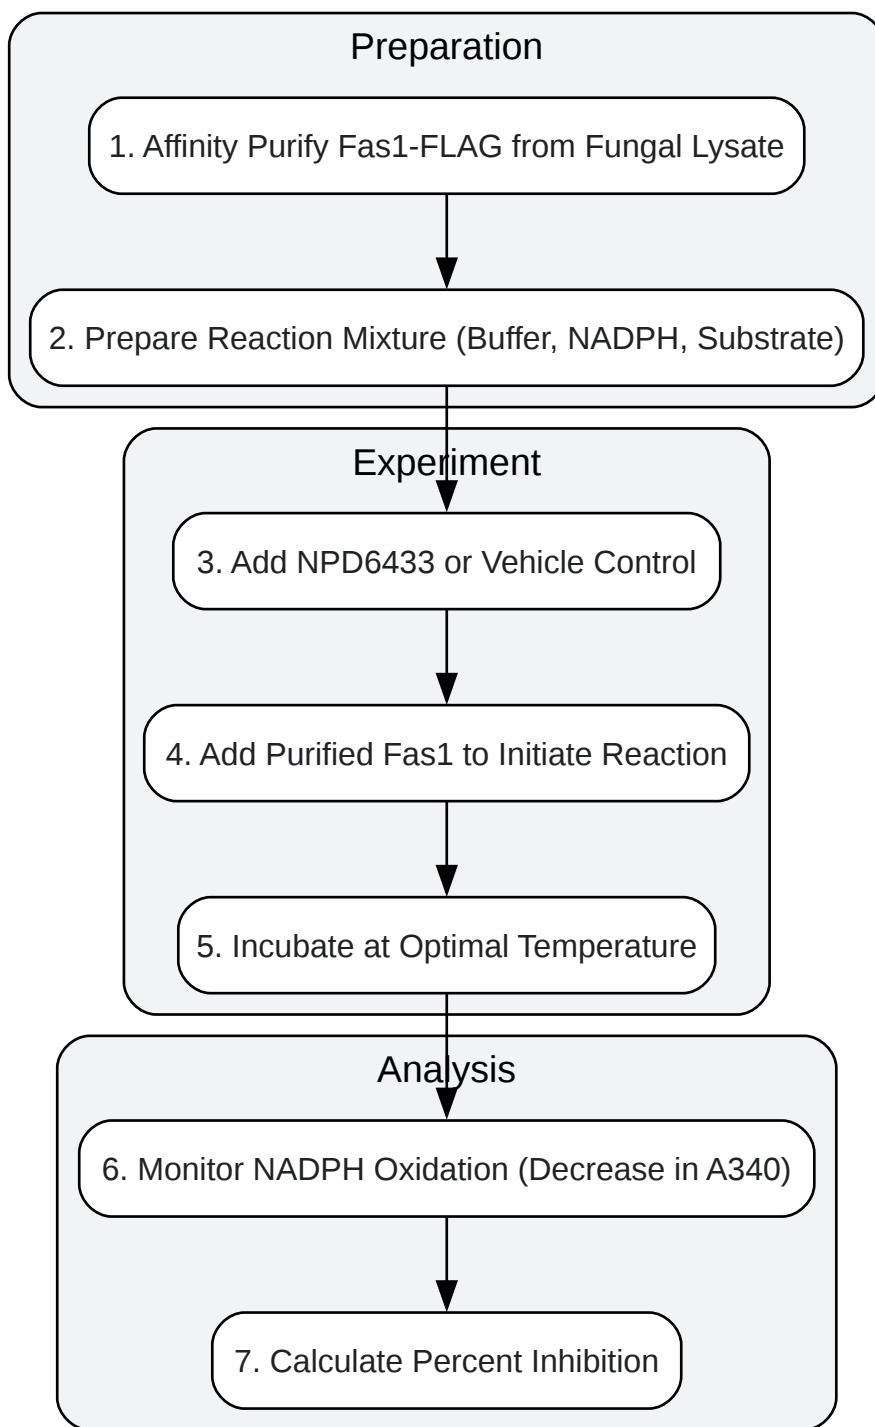 Preparation
1. Affinity Purify Fas1-FLAG from Fungal Lysate
2. Prepare Reaction Mixture (Buffer, NADPH, Substrate)
Experiment
3. Add NPD6433 or Vehicle Control
4. Add Purified Fas1 to Initiate Reaction
5. Incubate at Optimal Temperature
Analysis
6. Monitor NADPH Oxidation (Decrease in A340)
7. Calculate Percent Inhibition